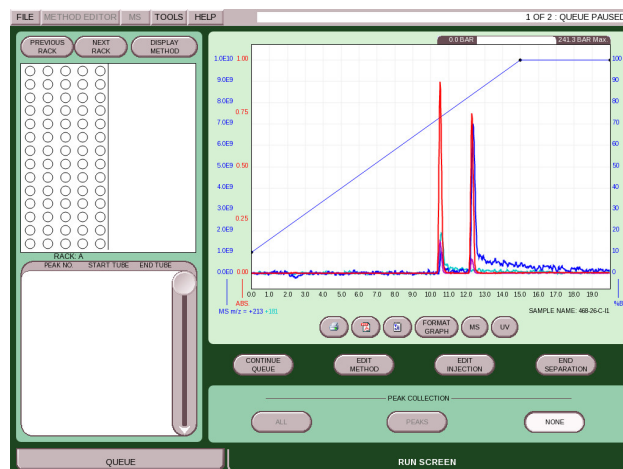 FILE METHOD EDITOR MS TOOLS HELP 1 OF 2 : QUEUE PAUSED
PREVIOUS RACK NEXT RACK DISPLAY METHOD
RACK: A
PEAK NO. START TUBE END TUBE
0.0 BAR 241.3 BAR Max.
1.0E10 1.00 100
9.0E9 90
8.0E9 80
0.75
7.0E9 70
6.0E9 60
5.0E9 0.50 50
4.0E9 40
3.0E9 30
0.25
2.0E9 20
1.0E9 10
0.0E0 0.00 0
0.0 1.0 2.0 3.0 4.0 5.0 6.0 7.0 8.0 9.0 10.0 11.0 12.0 13.0 14.0 15.0 16.0 17.0 18.0 19.0
ABS. %B
MS m/z = +213 +181 SAMPLE NAME: 468-26-C-I1
FORMAT GRAPH MS UV
CONTINUE QUEUE EDIT METHOD EDIT INJECTION END SEPARATION
PEAK COLLECTION
ALL PEAKS NONE
QUEUE RUN SCREEN